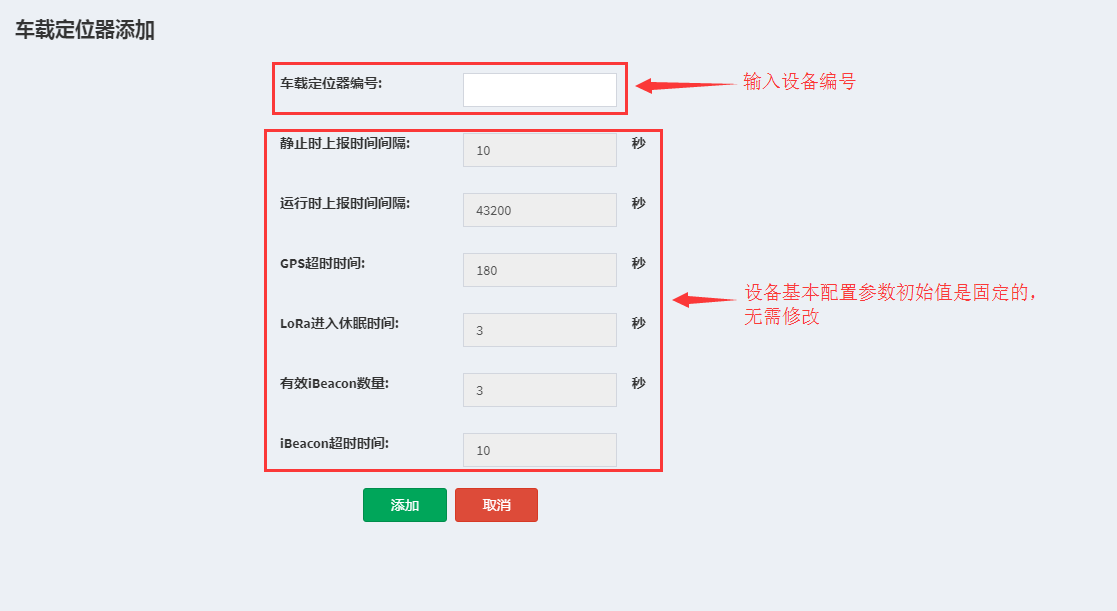 车载定位器添加
车载定位器编号:
输入设备编号
静止时上报时间间隔: 10 秒
运行时上报时间间隔: 43200 秒
GPS超时时间: 180 秒
设备基本配置参数初始值是固定的，
无需修改
LoRa进入休眠时间: 3 秒
有效iBeacon数量: 3 秒
iBeacon超时时间: 10
添加 取消